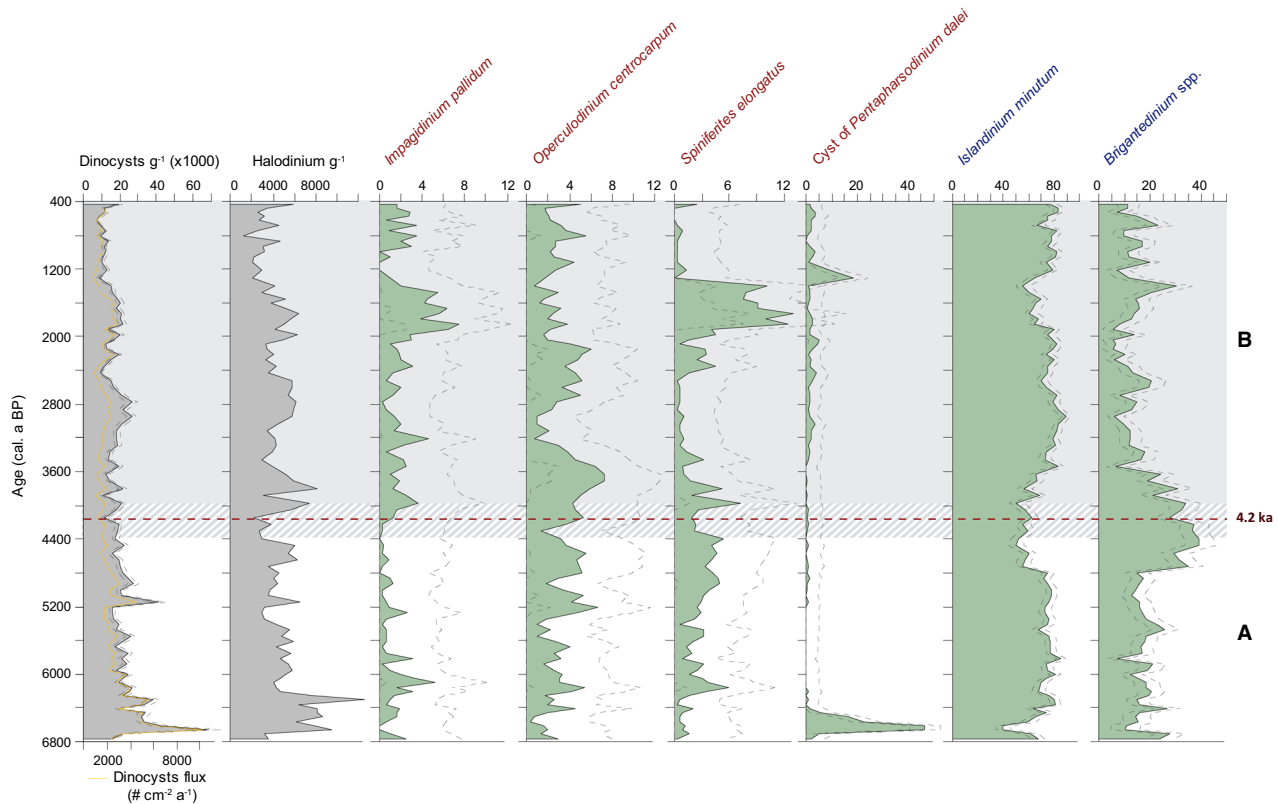 Impagidinium pallidum
Operculodinium centrocarpum
Spiniferites elongatus
Cyst of Pentapharsodinium dalei
Islandinium minutum
Brigantedinium spp.
Dinocysts g⁻¹ (x1000)
Halodinium g⁻¹
0 20 40 60
0 4000 8000
0 4 8 12
0 4 8 12
0 6 12
0 20 40
0 40 80
0 20 40
Age (cal. a BP)
400
1200
2000
2800
3600
4400
5200
6000
6800
B
4.2 ka
A
2000 8000
Dinocysts flux
(# cm⁻² a⁻¹)